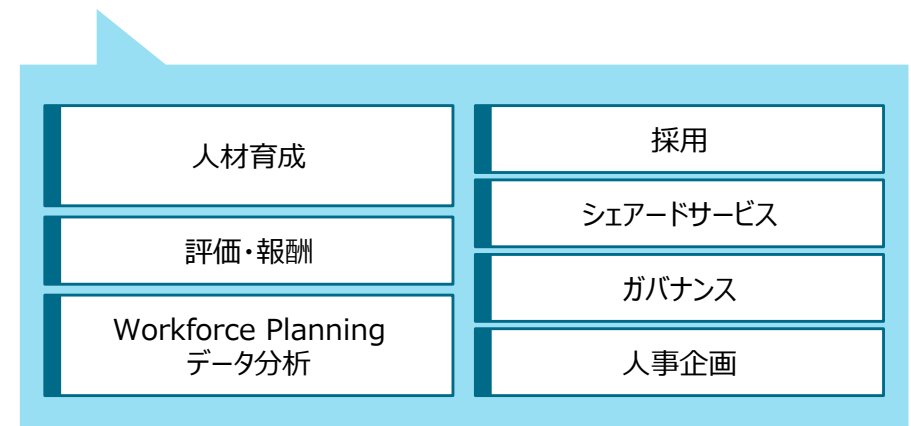 人材育成
評価・報酬
Workforce Planning
データ分析
採用
シェアードサービス
ガバナンス
人事企画